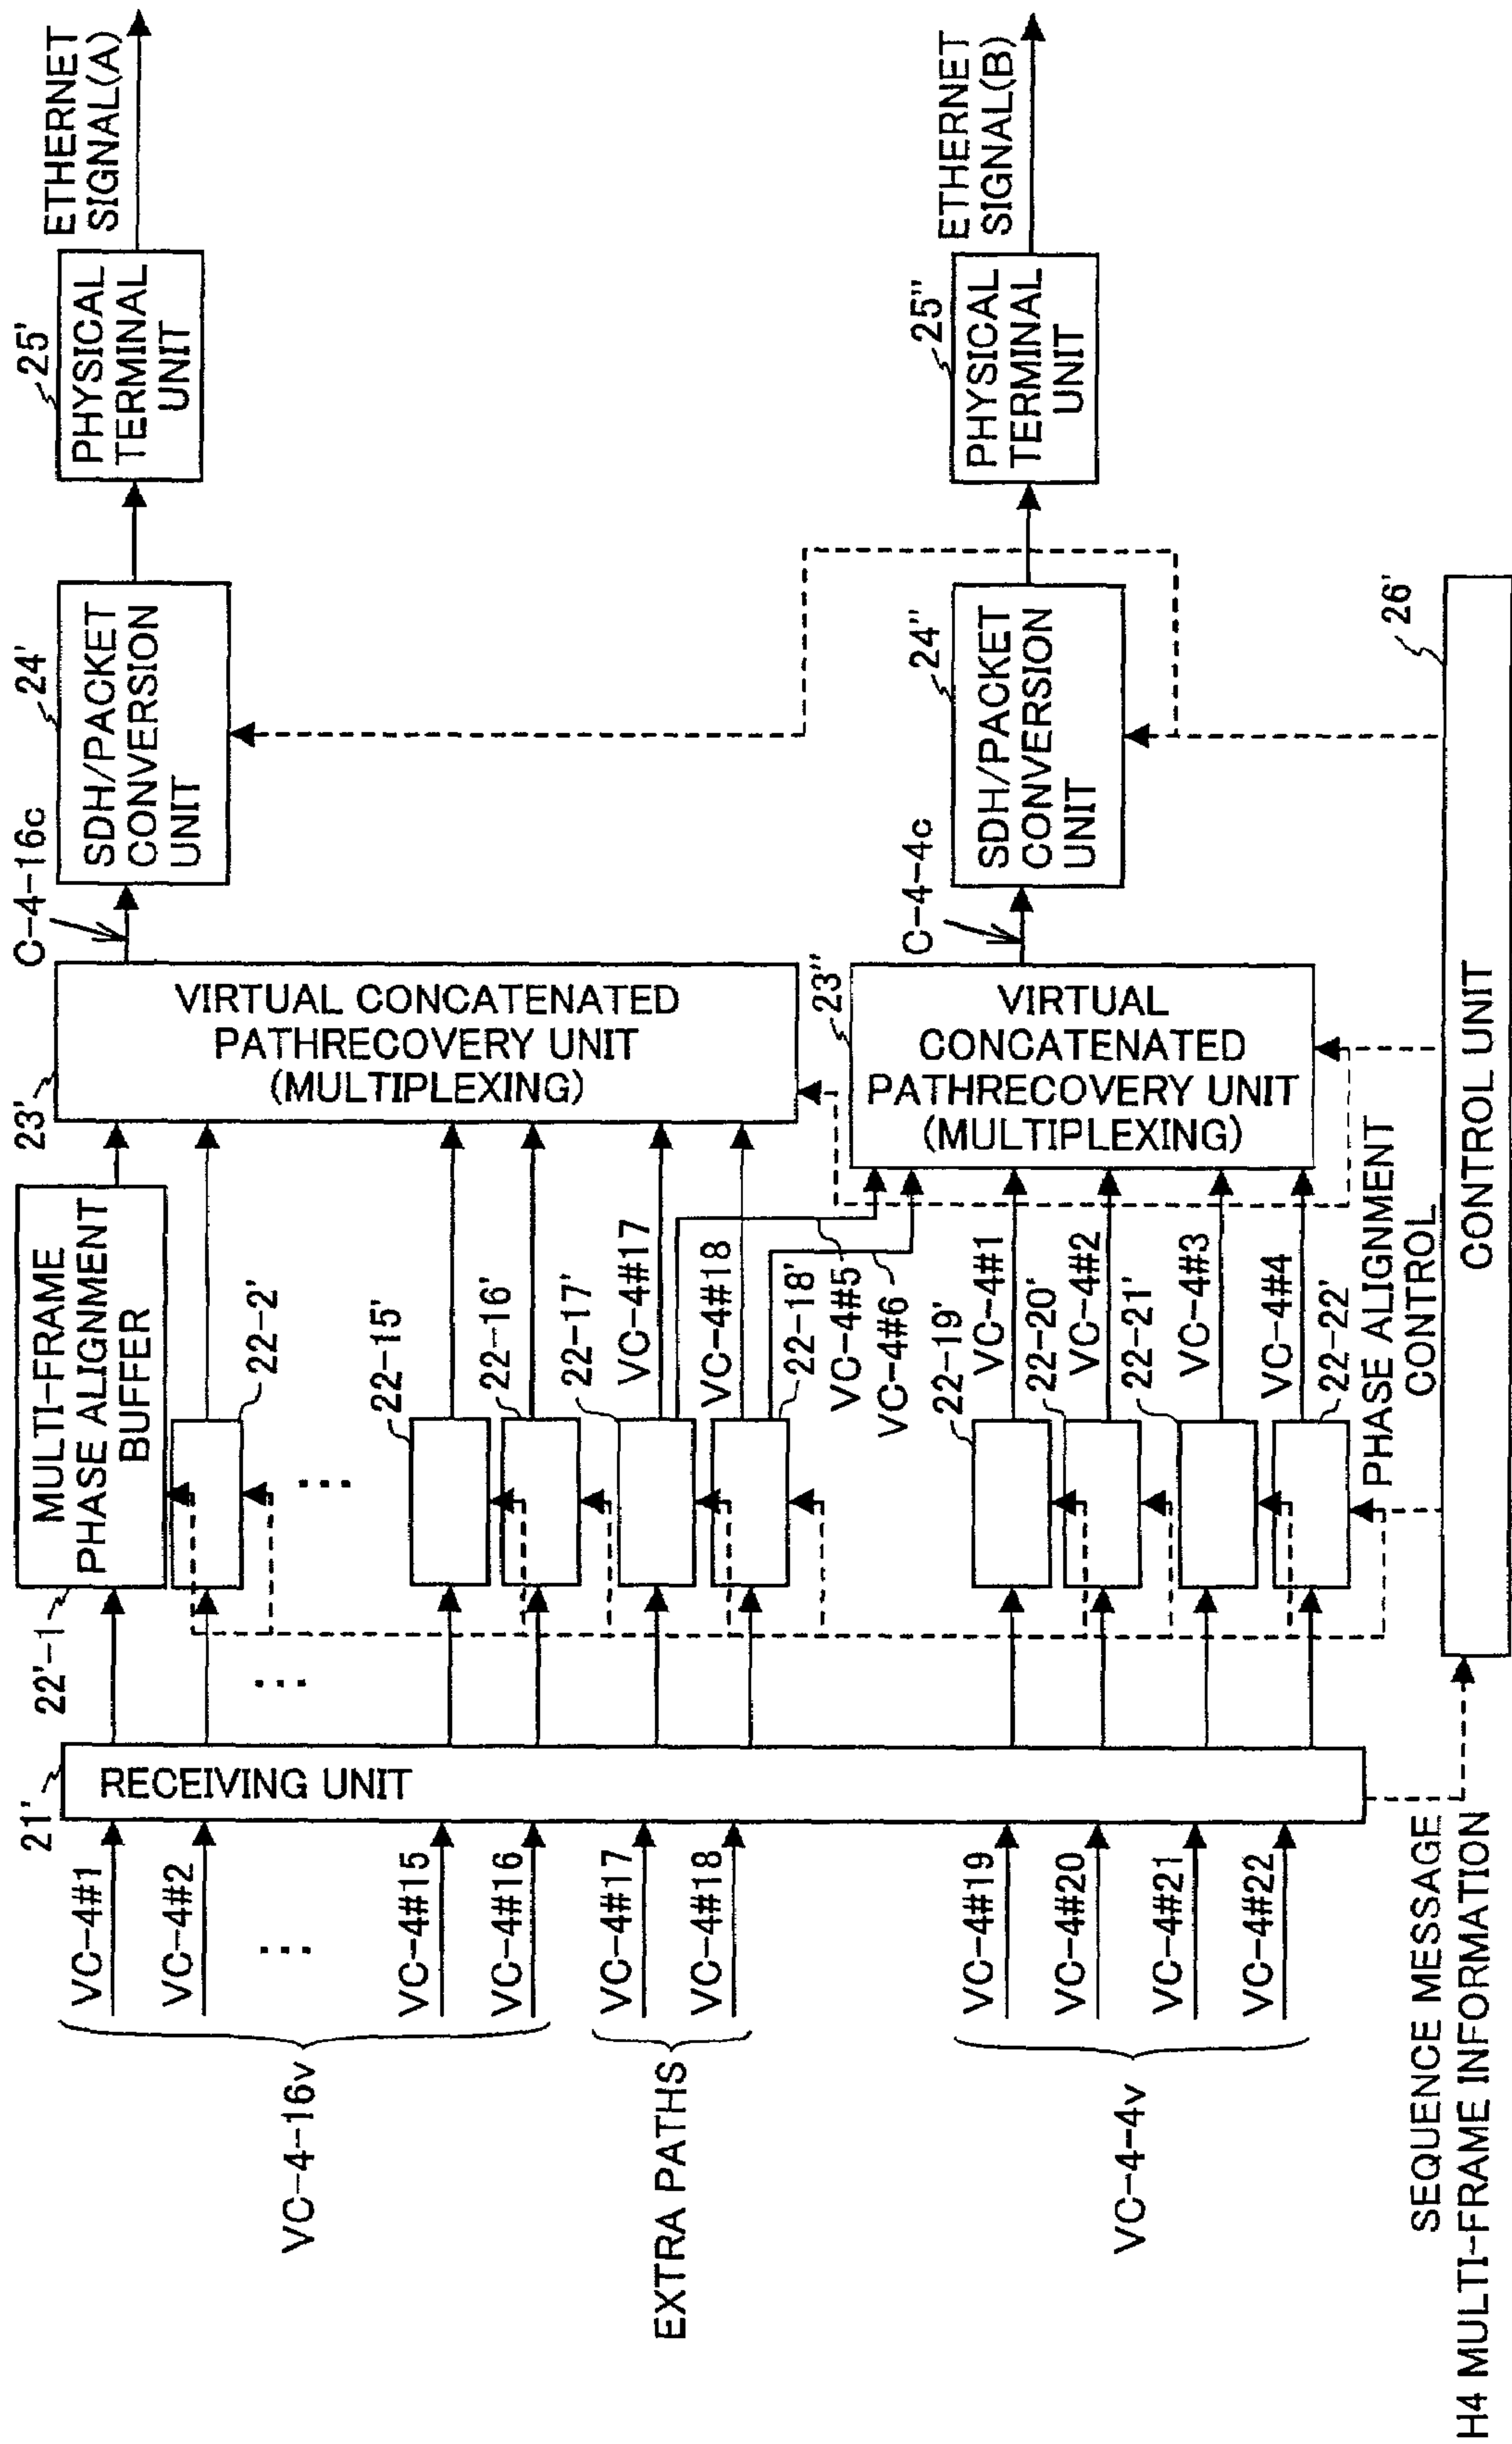 VC-4-16v
EXTRA PATHS
VC-4-4v
VC-4#1
VC-4#2
...
VC-4#15
VC-4#16
VC-4#17
VC-4#18
VC-4#19
VC-4#20
VC-4#21
VC-4#22
21'
RECEIVING UNIT
SEQUENCE MESSAGE
H4 MULTI-FRAME INFORMATION
...
22'-1
MULTI-FRAME
PHASE ALIGNMENT
BUFFER
22-2'
...
22-15'
22-16'
22-17'
VC-4#17
VC-4#18
22-18'
VC-4#5
VC-4#6
22-19'
VC-4#1
22-20'
VC-4#2
22-21'
VC-4#3
VC-4#4
22-22'
PHASE ALIGNMENT
CONTROL
23'
VIRTUAL CONCATENATED
PATHRECOVERY UNIT
(MULTIPLEXING)
23''
VIRTUAL
CONCATENATED
PATHRECOVERY UNIT
(MULTIPLEXING)
C-4-16c
24'
SDH/PACKET
CONVERSION
UNIT
C-4-4c
24''
SDH/PACKET
CONVERSION
UNIT
25'
PHYSICAL
TERMINAL
UNIT
25''
PHYSICAL
TERMINAL
UNIT
ETHERNET
SIGNAL(A)
ETHERNET
SIGNAL(B)
26'
CONTROL UNIT